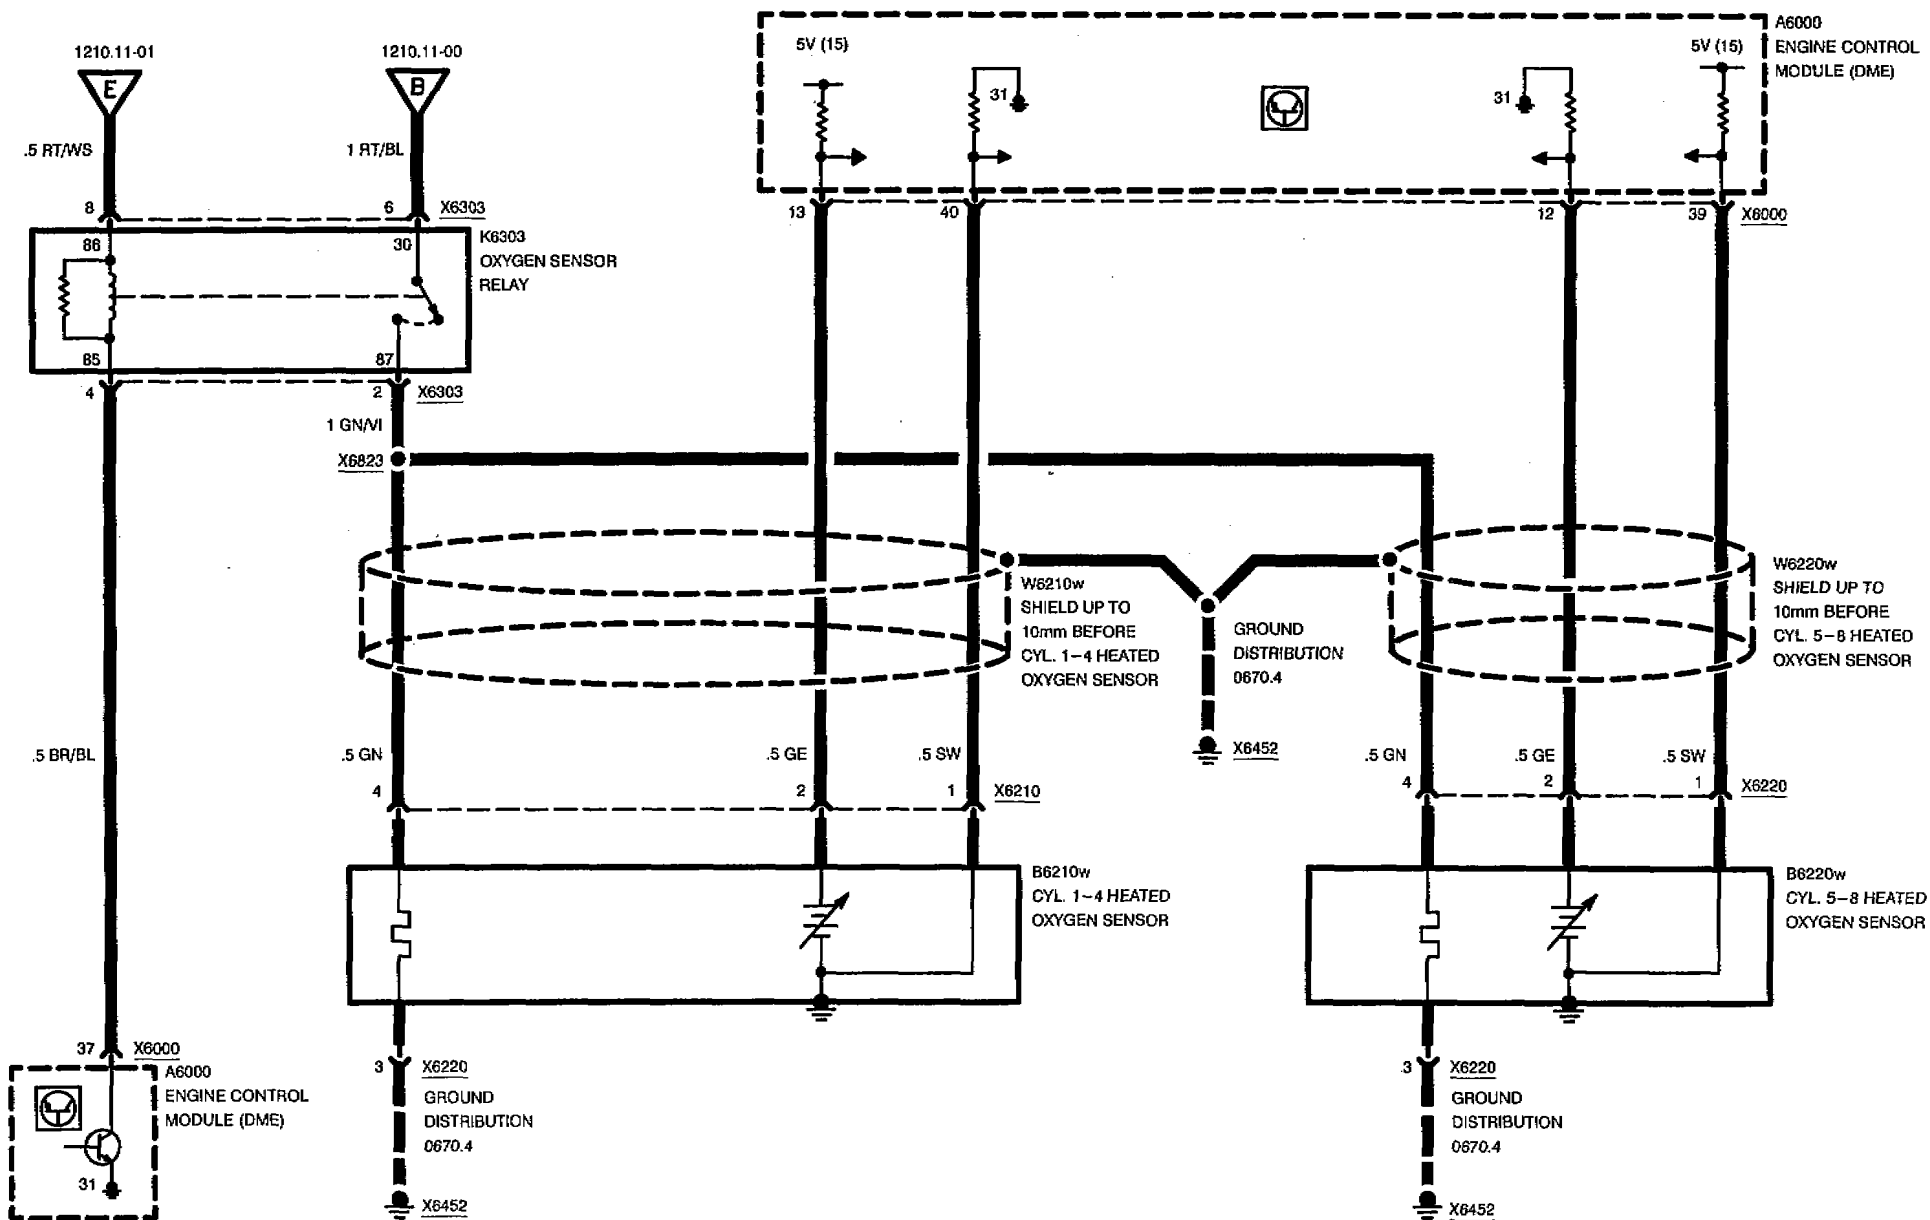 1210.11-01
E
.5 RT/WS
1210.11-00
B
1 RT/BL
8
6
X6303
86
30
K6303
OXYGEN SENSOR
RELAY
85
87
4
2
X6303
1 GN/VI
X6823
A6000
ENGINE CONTROL
MODULE (DME)
5V (15)
31
31
5V (15)
13
40
12
39
X6000
W6210w
SHIELD UP TO
10mm BEFORE
CYL. 1-4 HEATED
OXYGEN SENSOR
GROUND
DISTRIBUTION
0670.4
X6452
W6220w
SHIELD UP TO
10mm BEFORE
CYL. 5-8 HEATED
OXYGEN SENSOR
.5 BR/BL
.5 GN
.5 GE
.5 SW
4
2
1
X6210
.5 GN
.5 GE
.5 SW
4
2
1
X6220
B6210w
CYL. 1-4 HEATED
OXYGEN SENSOR
B6220w
CYL. 5-8 HEATED
OXYGEN SENSOR
37
X6000
A6000
ENGINE CONTROL
MODULE (DME)
31
3
X6220
GROUND
DISTRIBUTION
0670.4
X6452
3
X6220
GROUND
DISTRIBUTION
0670.4
X6452